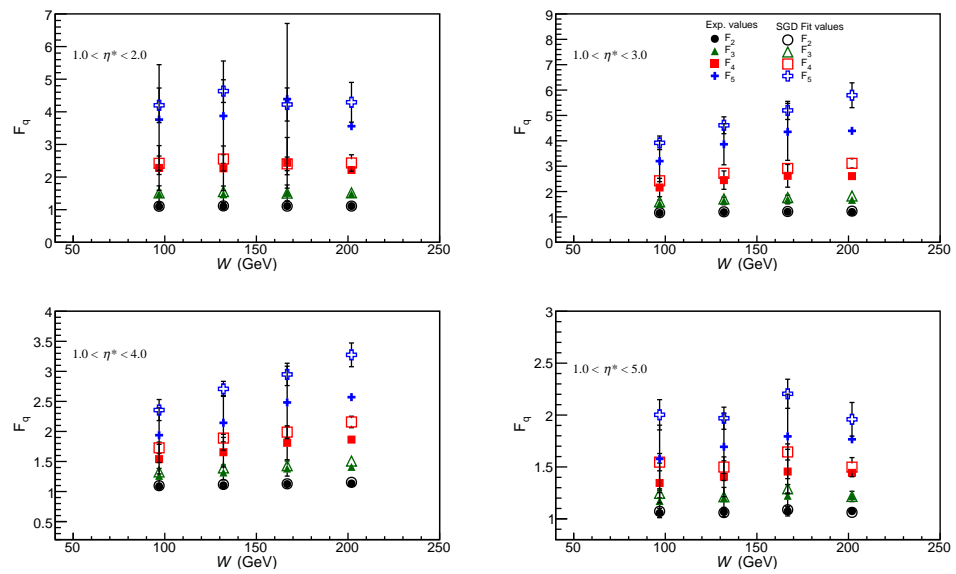 7
6
5
4
3
2
1
0
F_q
1.0 < η* < 2.0
50 100 150 200 250
W (GeV)
9
8
7
6
5
4
3
2
1
0
F_q
1.0 < η* < 3.0
Exp. values SGD Fit values
F_2 F_2
F_3 F_3
F_4 F_4
F_5 F_5
50 100 150 200 250
W (GeV)
4
3.5
3
2.5
2
1.5
1
0.5
F_q
1.0 < η* < 4.0
50 100 150 200 250
W (GeV)
3
2.5
2
1.5
1
F_q
1.0 < η* < 5.0
50 100 150 200 250
W (GeV)